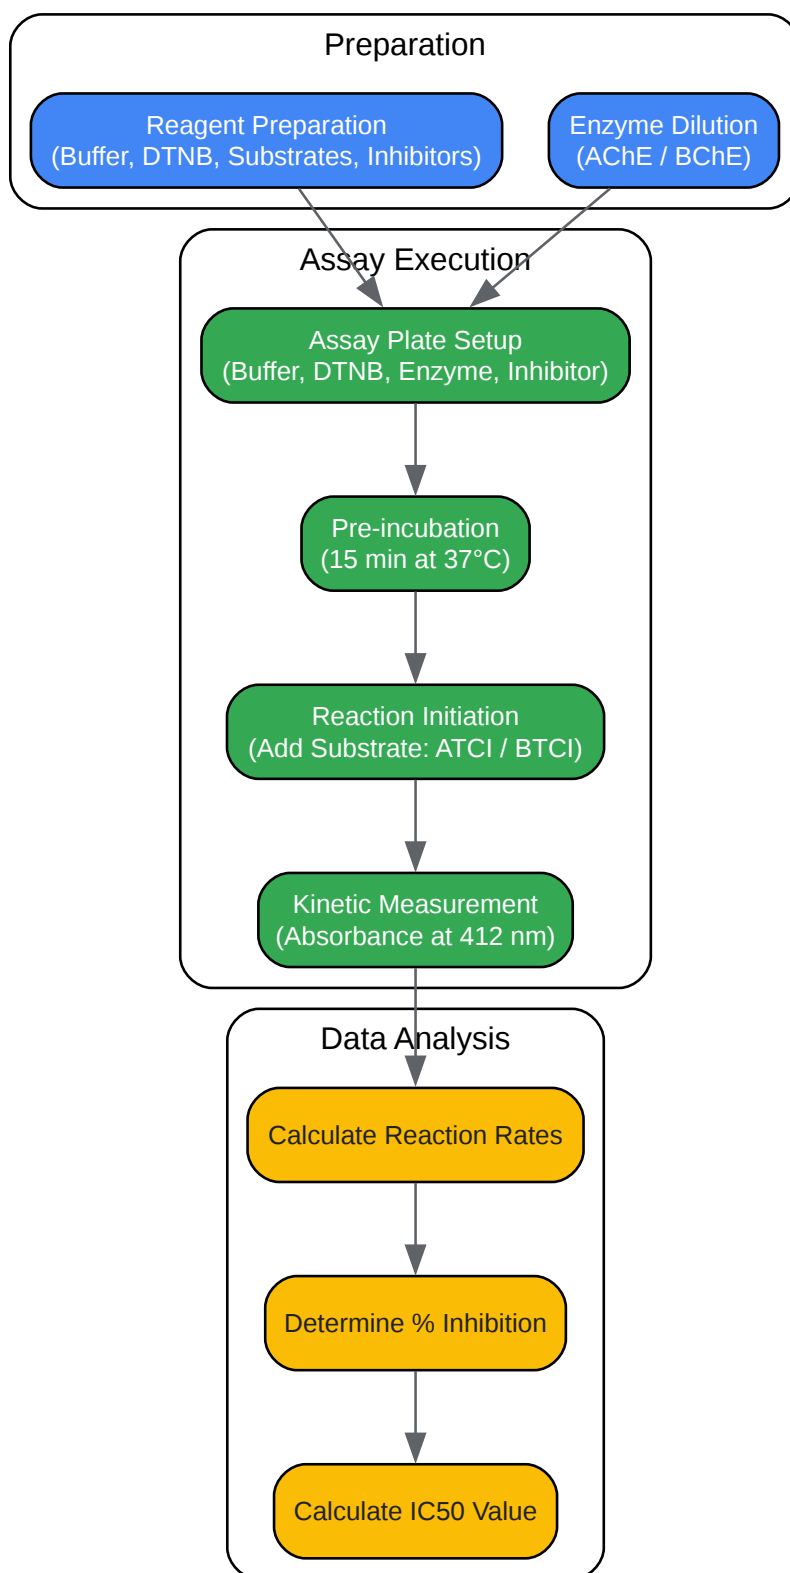 Preparation
Reagent Preparation
(Buffer, DTNB, Substrates, Inhibitors)
Enzyme Dilution
(AChE / BChE)
Assay Execution
Assay Plate Setup
(Buffer, DTNB, Enzyme, Inhibitor)
Pre-incubation
(15 min at 37°C)
Reaction Initiation
(Add Substrate: ATCI / BTCI)
Kinetic Measurement
(Absorbance at 412 nm)
Data Analysis
Calculate Reaction Rates
Determine % Inhibition
Calculate IC50 Value